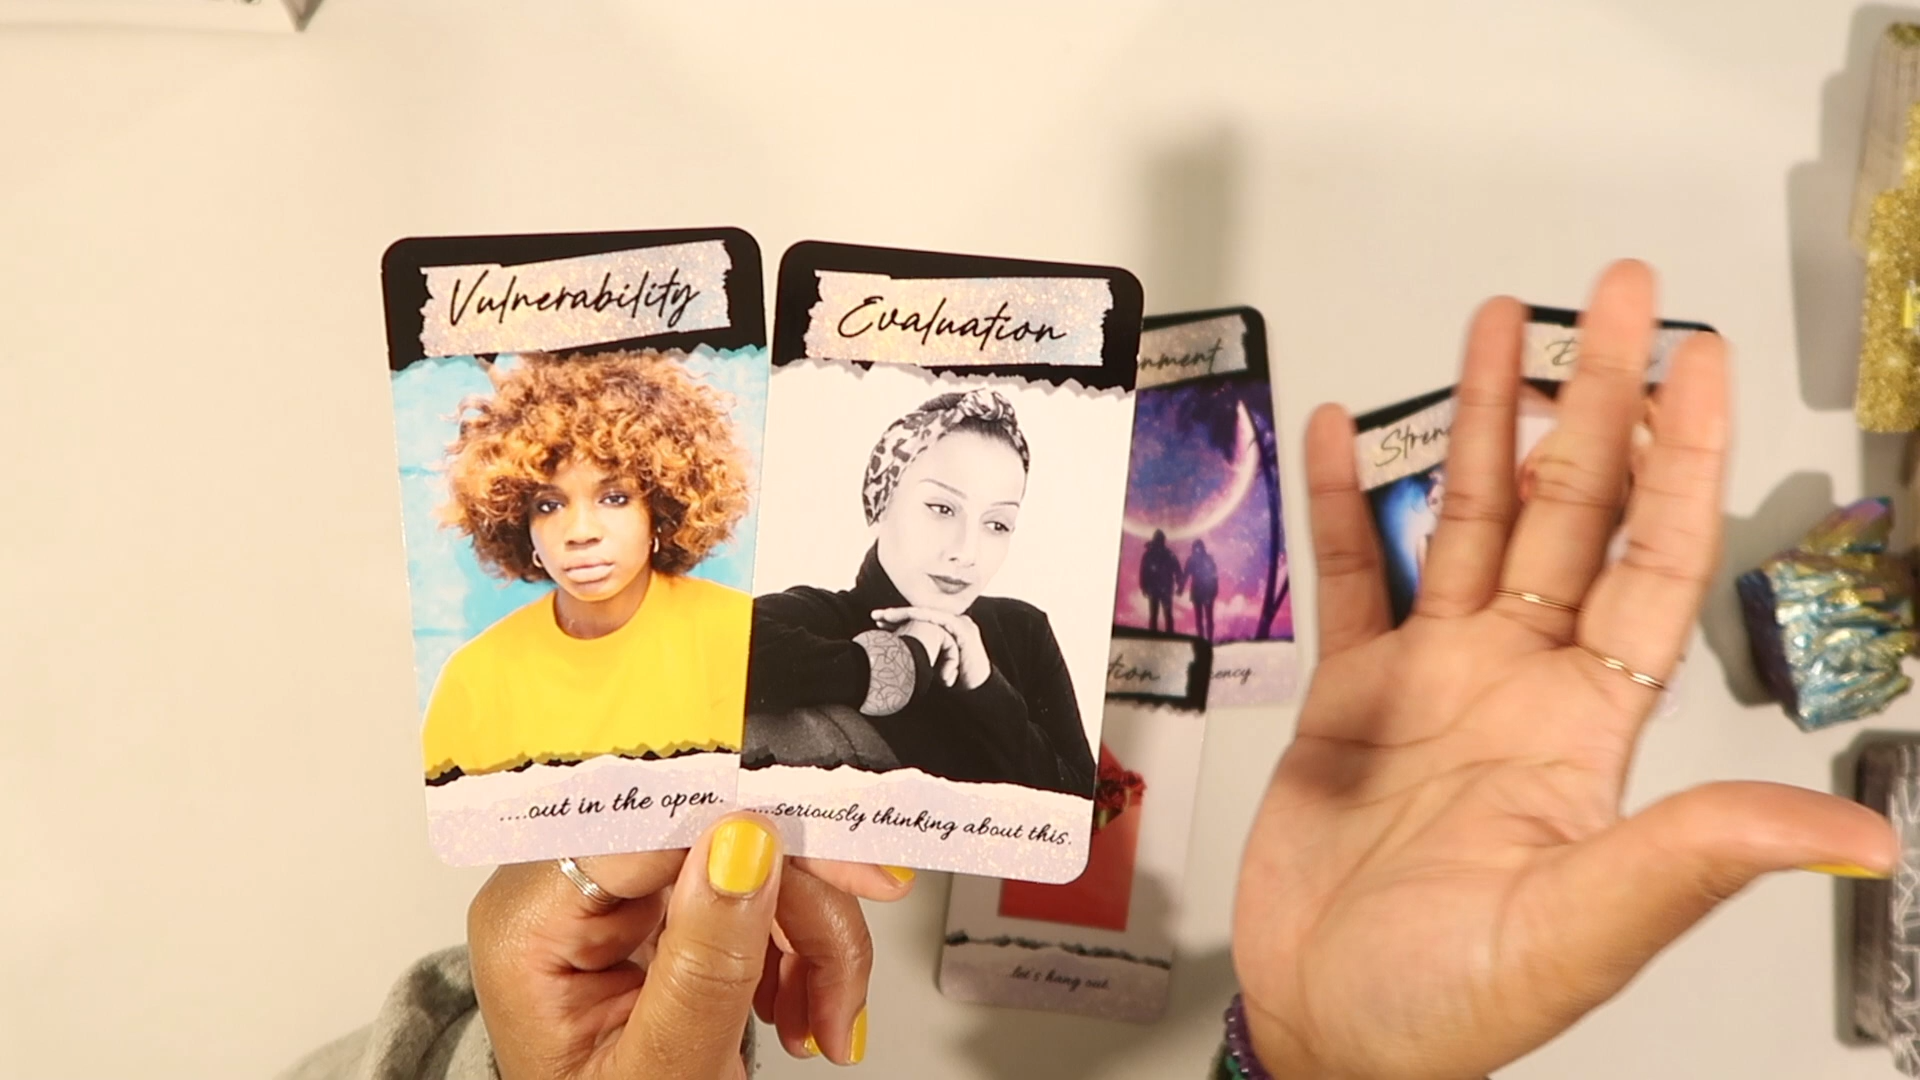 Vulnerability
Evaluation
....out in the open.
....seriously thinking about this.
let's hang out.